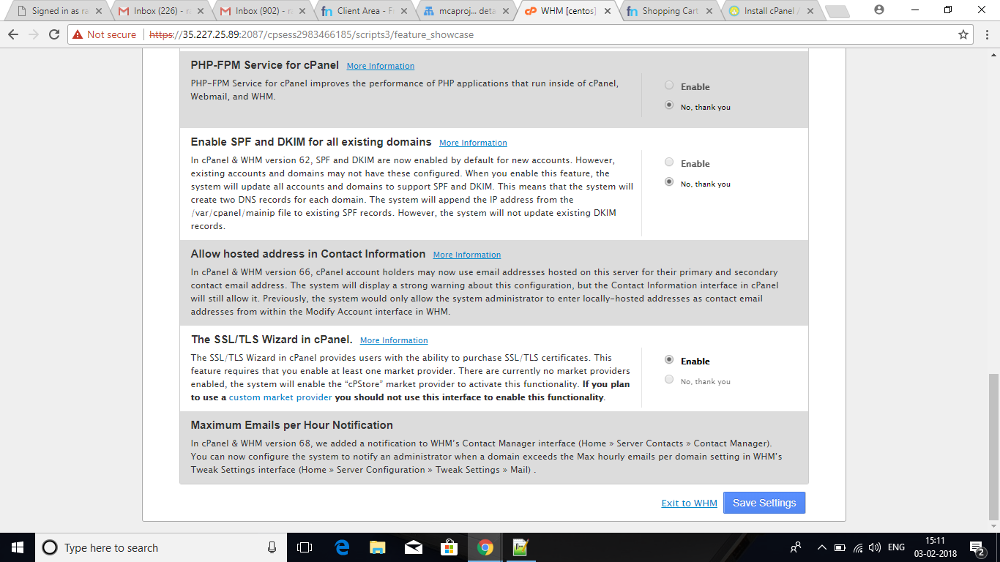 Signed in as ra
Inbox (226) - r
Inbox (902) - r
Client Area - F
mcaproj... deta
WHM [centos]
Shopping Cart
Install cPanel /
Not secure
https://35.227.25.89:2087/cpsess2983466185/scripts3/feature_showcase
PHP-FPM Service for cPanel More Information
PHP-FPM Service for cPanel improves the performance of PHP applications that run inside of cPanel,
Webmail, and WHM.
Enable
No, thank you
Enable SPF and DKIM for all existing domains More Information
In cPanel & WHM version 62, SPF and DKIM are now enabled by default for new accounts. However,
existing accounts and domains may not have these configured. When you enable this feature, the
system will update all accounts and domains to support SPF and DKIM. This means that the system will
create two DNS records for each domain. The system will append the IP address from the
/var/cpanel/mainip file to existing SPF records. However, the system will not update existing DKIM
records.
Enable
No, thank you
Allow hosted address in Contact Information More Information
In cPanel & WHM version 66, cPanel account holders may now use email addresses hosted on this server for their primary and secondary
contact email address. The system will display a strong warning about this configuration, but the Contact Information interface in cPanel
will still allow it. Previously, the system would only allow the system administrator to enter locally-hosted addresses as contact email
addresses from within the Modify Account interface in WHM.
The SSL/TLS Wizard in cPanel. More Information
The SSL/TLS Wizard in cPanel provides users with the ability to purchase SSL/TLS certificates. This
feature requires that you enable at least one market provider. There are currently no market providers
enabled, the system will enable the “cPStore” market provider to activate this functionality. If you plan
to use a custom market provider you should not use this interface to enable this functionality.
Enable
No, thank you
Maximum Emails per Hour Notification
In cPanel & WHM version 68, we added a notification to WHM’s Contact Manager interface (Home » Server Contacts » Contact Manager).
You can now configure the system to notify an administrator when a domain exceeds the Max hourly emails per domain setting in WHM’s
Tweak Settings interface (Home » Server Configuration » Tweak Settings » Mail) .
Exit to WHM
Save Settings
Type here to search
ENG
15:11
03-02-2018
2